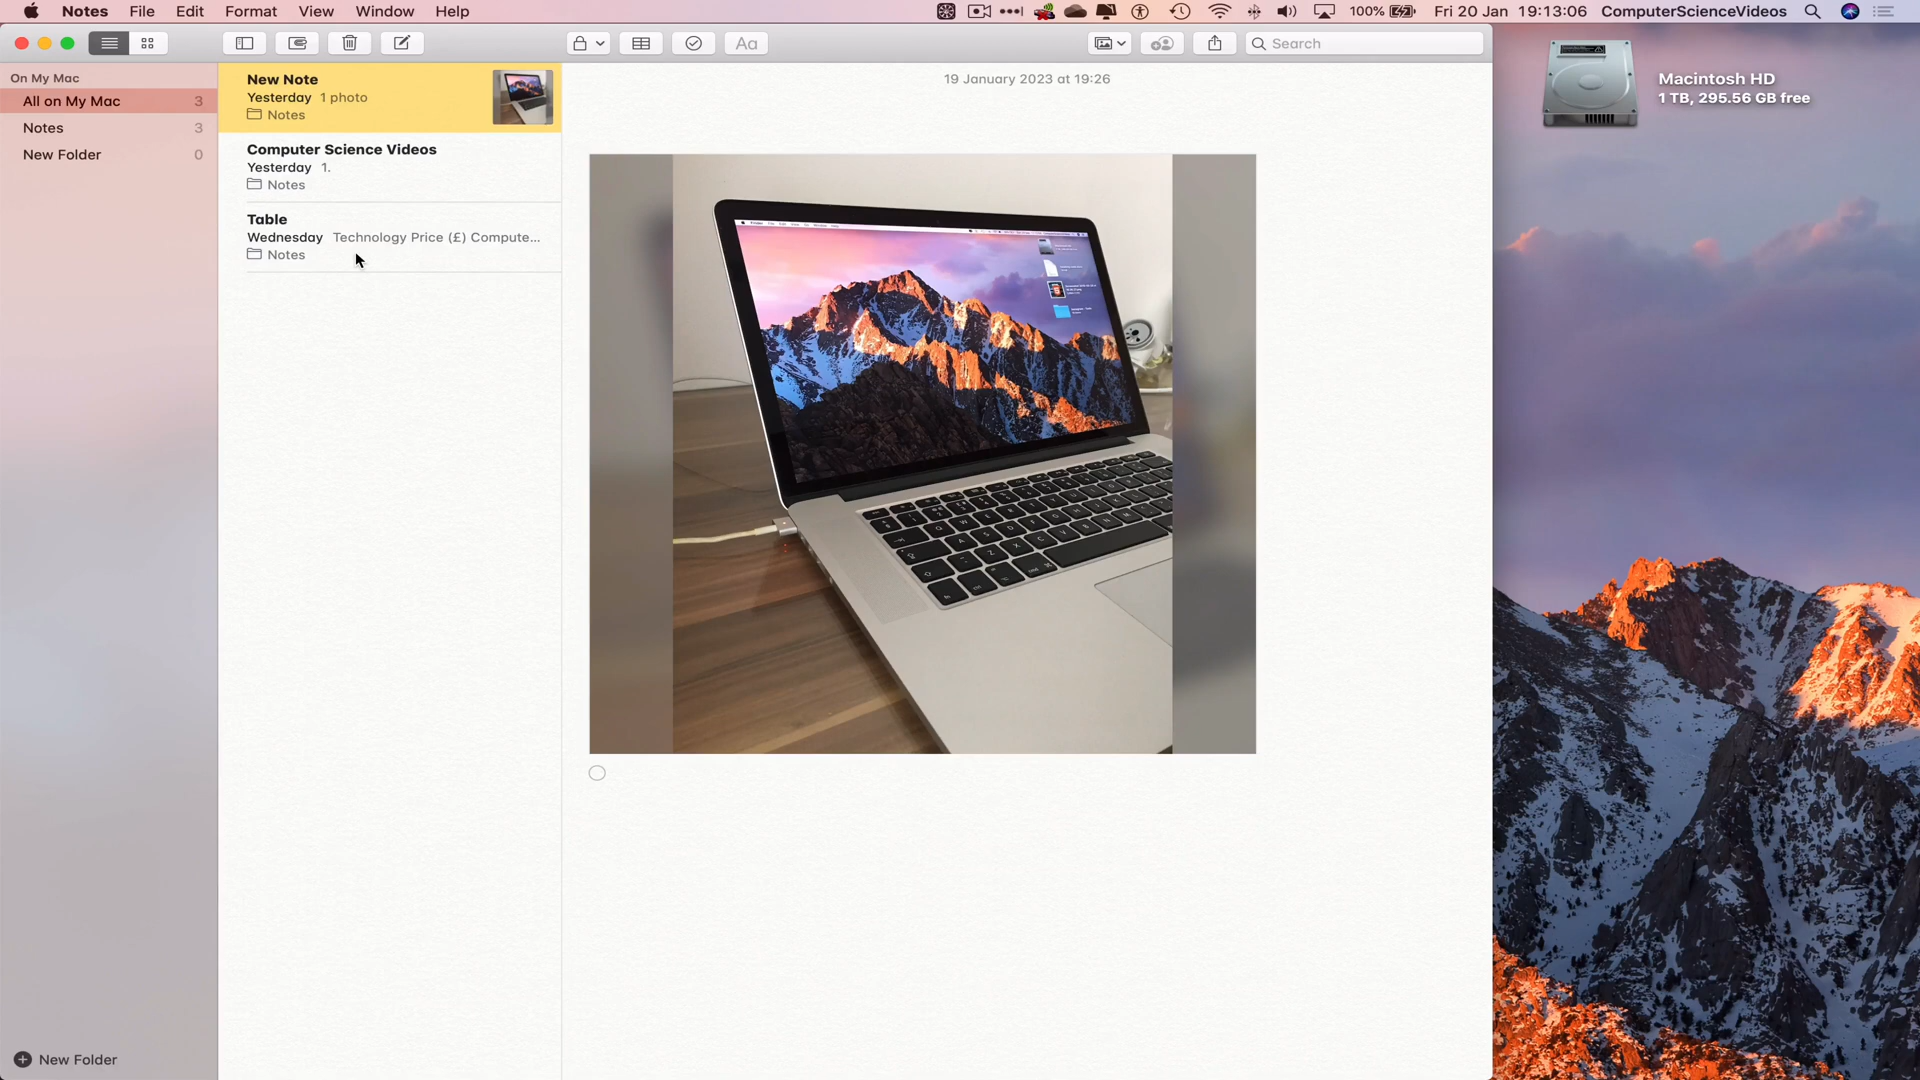 Notes File Edit Format View Window Help
100% Fri 20 Jan 19:13:06 ComputerScienceVideos
Aa
Search
On My Mac
All on My Mac 3
Notes 3
New Folder 0
New Note
Yesterday 1 photo
Notes
Computer Science Videos
Yesterday 1.
Notes
Table
Wednesday Technology Price (£) Compute...
Notes
19 January 2023 at 19:26
Macintosh HD
1 TB, 295.56 GB free
New Folder